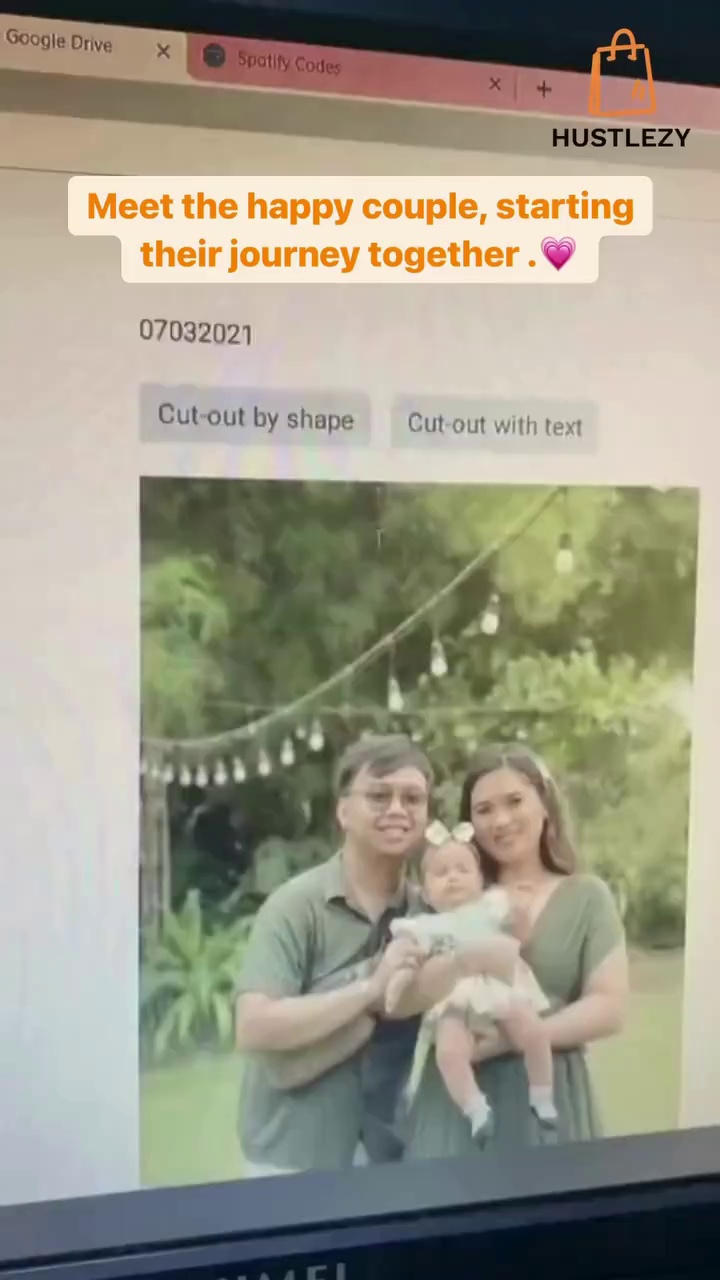 Google Drive
Spotify Codes
HUSTLEZY
Meet the happy couple, starting
their journey together .💗
07032021
Cut-out by shape
Cut-out with text